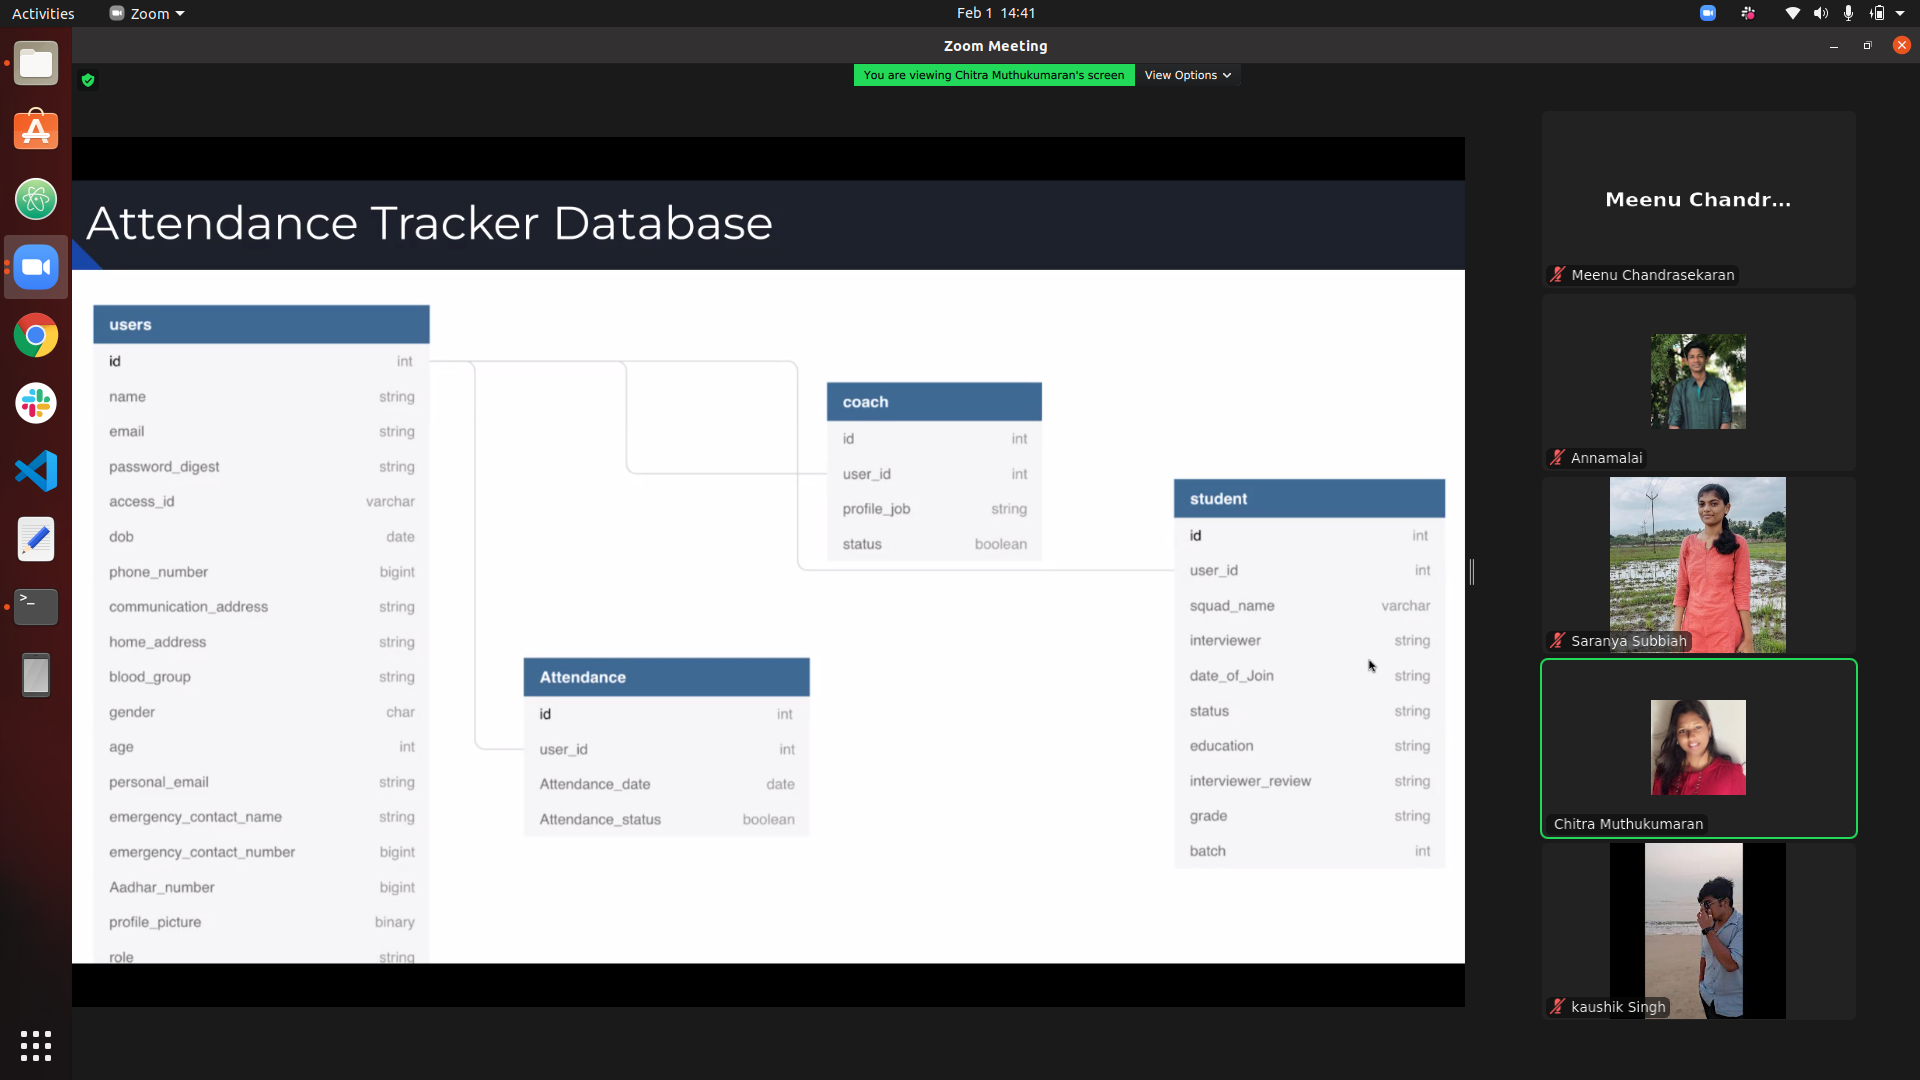 Activities
Zoom
Feb 1 14:41
Zoom Meeting
You are viewing Chitra Muthukumaran's screen
View Options
Attendance Tracker Database
users
id int
name string
email string
password_digest string
access_id varchar
dob date
phone_number bigint
communication_address string
home_address string
blood_group string
gender char
age int
personal_email string
emergency_contact_name string
emergency_contact_number bigint
Aadhar_number bigint
profile_picture binary
role string
coach
id int
user_id int
profile_job string
status boolean
Attendance
id int
user_id int
Attendance_date date
Attendance_status boolean
student
id int
user_id int
squad_name varchar
interviewer string
date_of_Join string
status string
education string
interviewer_review string
grade string
batch int
Meenu Chandr...
Meenu Chandrasekaran
Annamalai
Saranya Subbiah
Chitra Muthukumaran
kaushik Singh